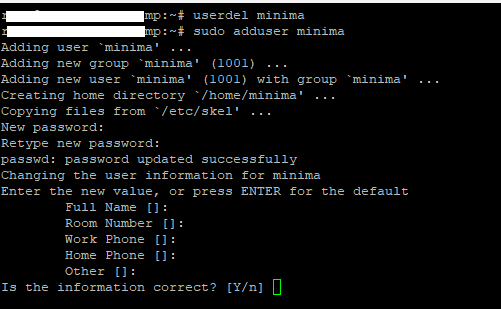 r mp:~# userdel minima
r mp:~# sudo adduser minima
Adding user `minima' ...
Adding new group `minima' (1001) ...
Adding new user `minima' (1001) with group `minima' ...
Creating home directory `/home/minima' ...
Copying files from `/etc/skel' ...
New password:
Retype new password:
passwd: password updated successfully
Changing the user information for minima
Enter the new value, or press ENTER for the default
Full Name []:
Room Number []:
Work Phone []:
Home Phone []:
Other []:
Is the information correct? [Y/n]